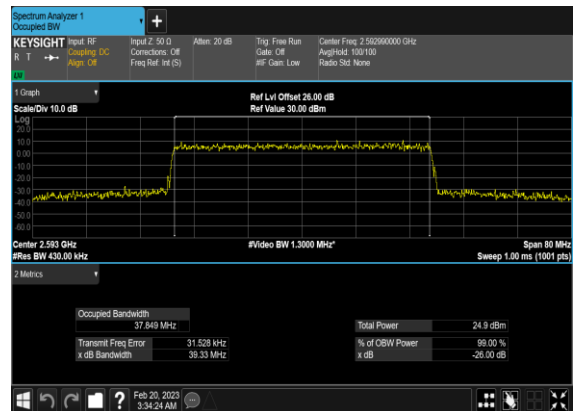 Spectrum Analyzer 1
Occupied BW
KEYSIGHT
R T
Input: RF
Coupling: DC
Align: Off
Input Z: 50 Ω
Corrections: Off
Freq Ref: Int (S)
Atten: 20 dB
Trig: Free Run
Gate: Off
#IF Gain: Low
Center Freq: 2.592990000 GHz
Avg|Hold: 100/100
Radio Std: None
1 Graph
Scale/Div 10.0 dB
Ref Lvl Offset 26.00 dB
Ref Value 30.00 dBm
Log
20.0
10.0
0.00
-10.0
-20.0
-30.0
-40.0
-50.0
-60.0
Center 2.593 GHz
#Res BW 430.00 kHz
#Video BW 1.3000 MHz*
Span 80 MHz
Sweep 1.00 ms (1001 pts)
2 Metrics
Occupied Bandwidth
37.849 MHz
Total Power 24.9 dBm
Transmit Freq Error 31.528 kHz
% of OBW Power 99.00 %
x dB Bandwidth 39.33 MHz
x dB -26.00 dB
?
Feb 20, 2023
3:34:24 AM